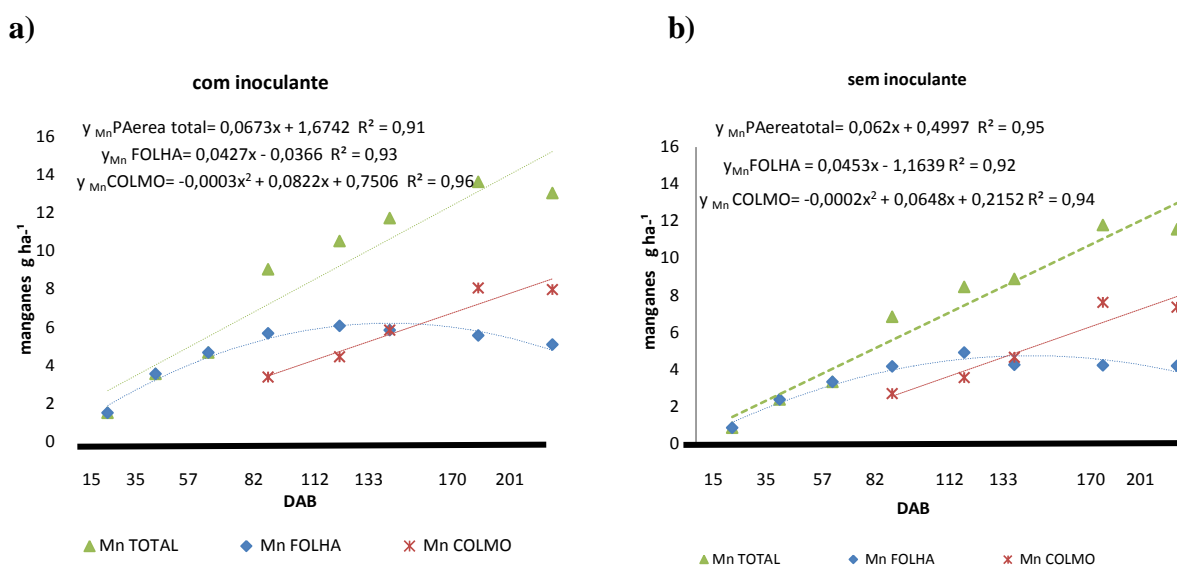 a)
com inoculante
y MnPAerea total= 0,0673x + 1,6742 R² = 0,91
yMn FOLHA= 0,0427x - 0,0366 R² = 0,93
y MnCOLMO= -0,0003x² + 0,0822x + 0,7506 R² = 0,96
manganes g ha-¹
16
14
12
10
8
6
4
2
0
15 35 57 82 112 133 170 201
DAB
Mn TOTAL Mn FOLHA Mn COLMO
b)
sem inoculante
y MnPAereatotal= 0,062x + 0,4997 R² = 0,95
yMnFOLHA = 0,0453x - 1,1639 R² = 0,92
y Mn COLMO= -0,0002x² + 0,0648x + 0,2152 R² = 0,94
manganes g ha-¹
16
14
12
10
8
6
4
2
0
15 35 57 82 112 133 170 201
DAB
Mn TOTAL Mn FOLHA Mn COLMO